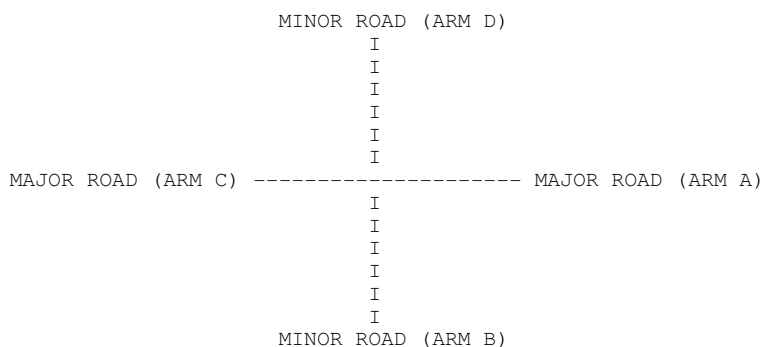 MINOR ROAD (ARM D)
I
I
I
I
I
I
MAJOR ROAD (ARM C) --------------------- MAJOR ROAD (ARM A)
I
I
I
I
I
I
MINOR ROAD (ARM B)